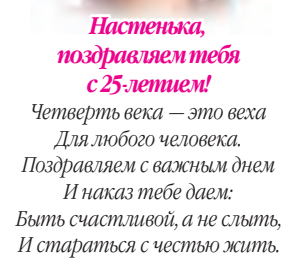 Настенька,
поздравляем тебя
с 25-летием!
Четверть века – это веха
Для любого человека.
Поздравляем с важным днем
И наказ тебе даем:
Быть счастливой, а не слыть,
И стараться с честью жить.